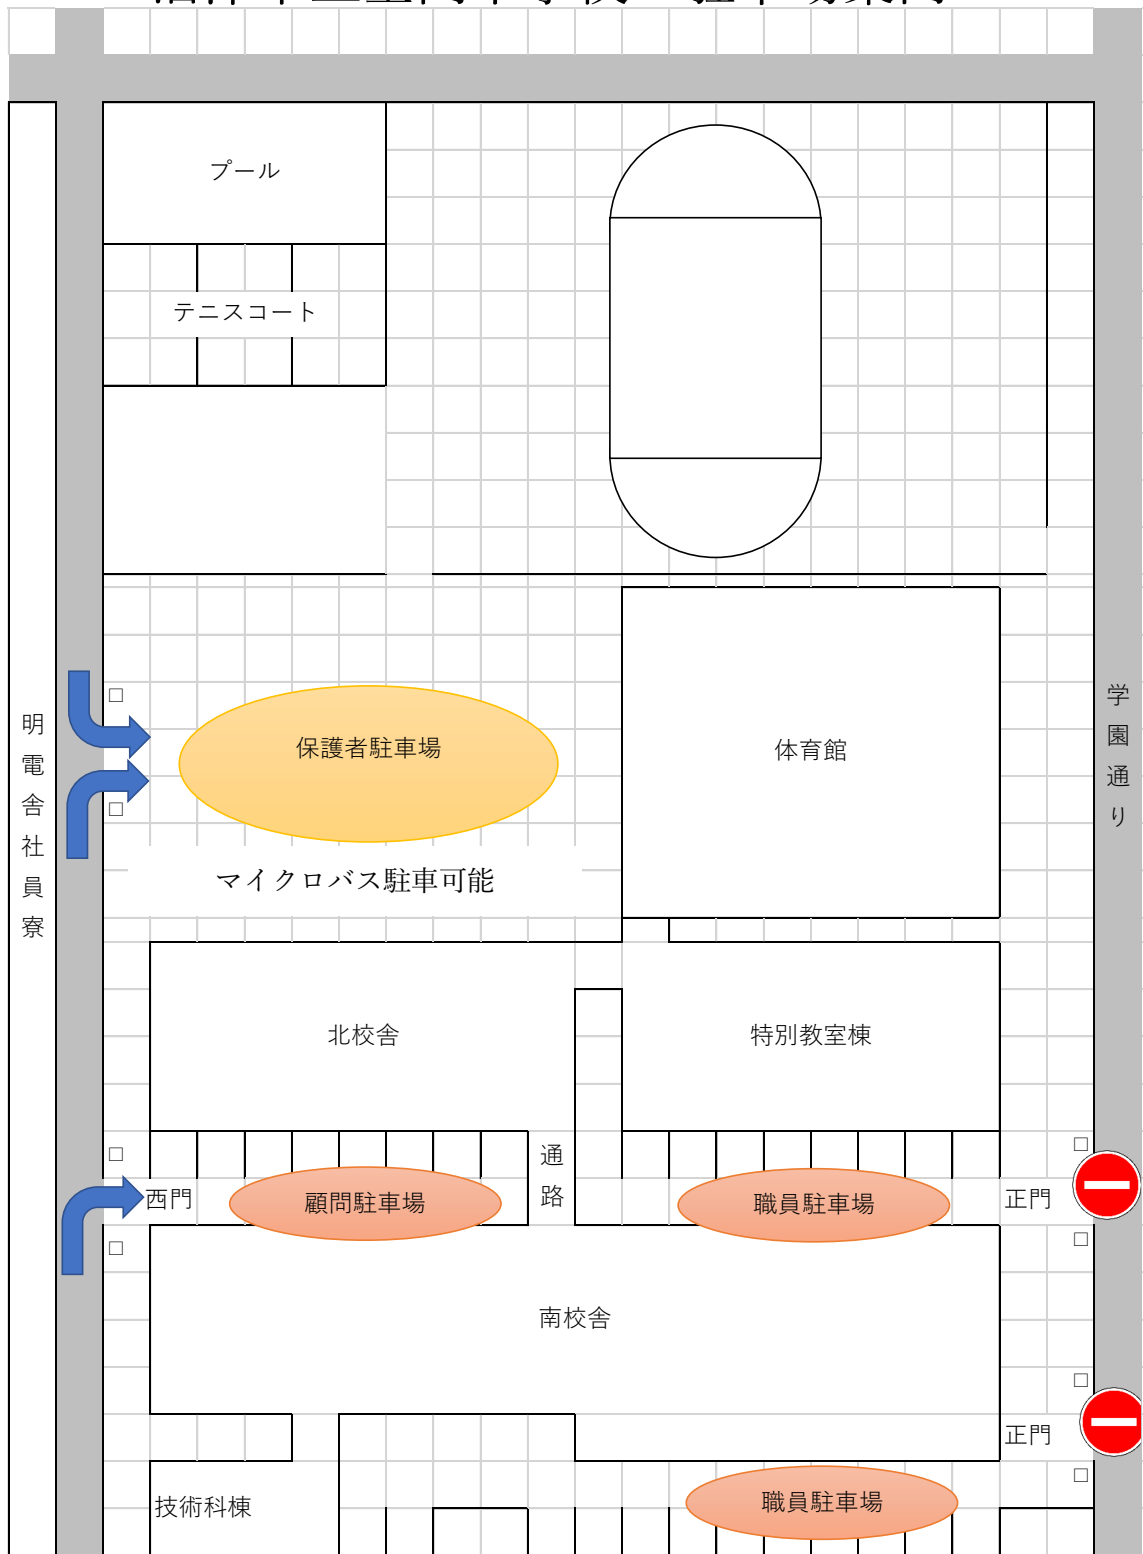 プール
テニスコート
明電舎社員寮
保護者駐車場
体育館
学園通り
マイクロバス駐車可能
北校舎
特別教室棟
通路
西門
顧問駐車場
職員駐車場
正門
南校舎
正門
技術科棟
職員駐車場